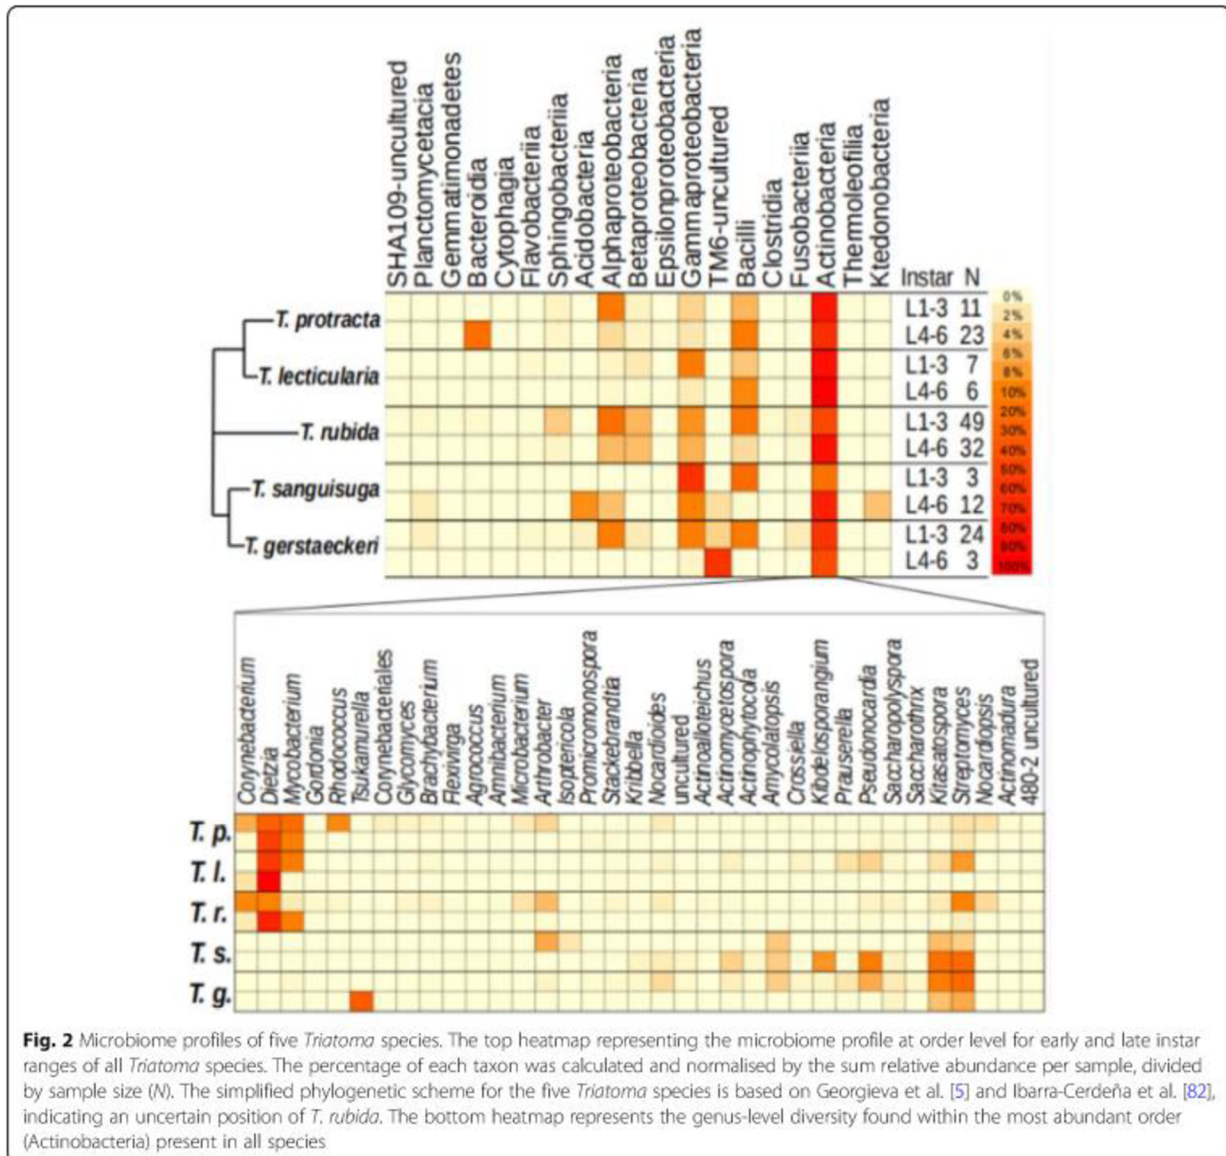 SHA109-uncultured
Planctomycetacia
Gemmatimonadetes
Bacteroidia
Cytophagia
Flavobacteriia
Sphingobacteriia
Acidobacteria
Alphaproteobacteria
Betaproteobacteria
Epsilonproteobacteria
Gammaproteobacteria
TM6-uncultured
Bacilli
Clostridia
Fusobacteriia
Actinobacteria
Thermoleofilia
Ktedonobacteria
Instar N
T. protracta
L1-3 11
L4-6 23
T. lecticularia
L1-3 7
L4-6 6
T. rubida
L1-3 49
L4-6 32
T. sanguisuga
L1-3 3
L4-6 12
T. gerstaeckeri
L1-3 24
L4-6 3
0%
2%
4%
6%
8%
10%
20%
30%
40%
50%
60%
70%
80%
90%
100%
Corynebacterium
Dietzia
Mycobacterium
Gordonia
Rhodococcus
Tsukamurella
Corynebacteriales
Glycomyces
Brachybacterium
Flexivirga
Agrococcus
Amnibacterium
Microbacterium
Arthrobacter
Isoptericola
Promicromonospora
Stackebrandtia
Kribbella
Nocardioides
uncultured
Actinoalloteichus
Actinomycetospora
Actinophytocola
Amycolatopsis
Crossiella
Kibdelosporangium
Prauserella
Pseudonocardia
Saccharopolyspora
Saccharothrix
Kitasatospora
Streptomyces
Nocardiopsis
Actinomadura
480-2 uncultured
T. p.
T. l.
T. r.
T. s.
T. g.
Fig. 2 Microbiome profiles of five Triatoma species. The top heatmap representing the microbiome profile at order level for early and late instar
ranges of all Triatoma species. The percentage of each taxon was calculated and normalised by the sum relative abundance per sample, divided
by sample size (N). The simplified phylogenetic scheme for the five Triatoma species is based on Georgieva et al. [5] and Ibarra-Cerdeña et al. [82],
indicating an uncertain position of T. rubida. The bottom heatmap represents the genus-level diversity found within the most abundant order
(Actinobacteria) present in all species